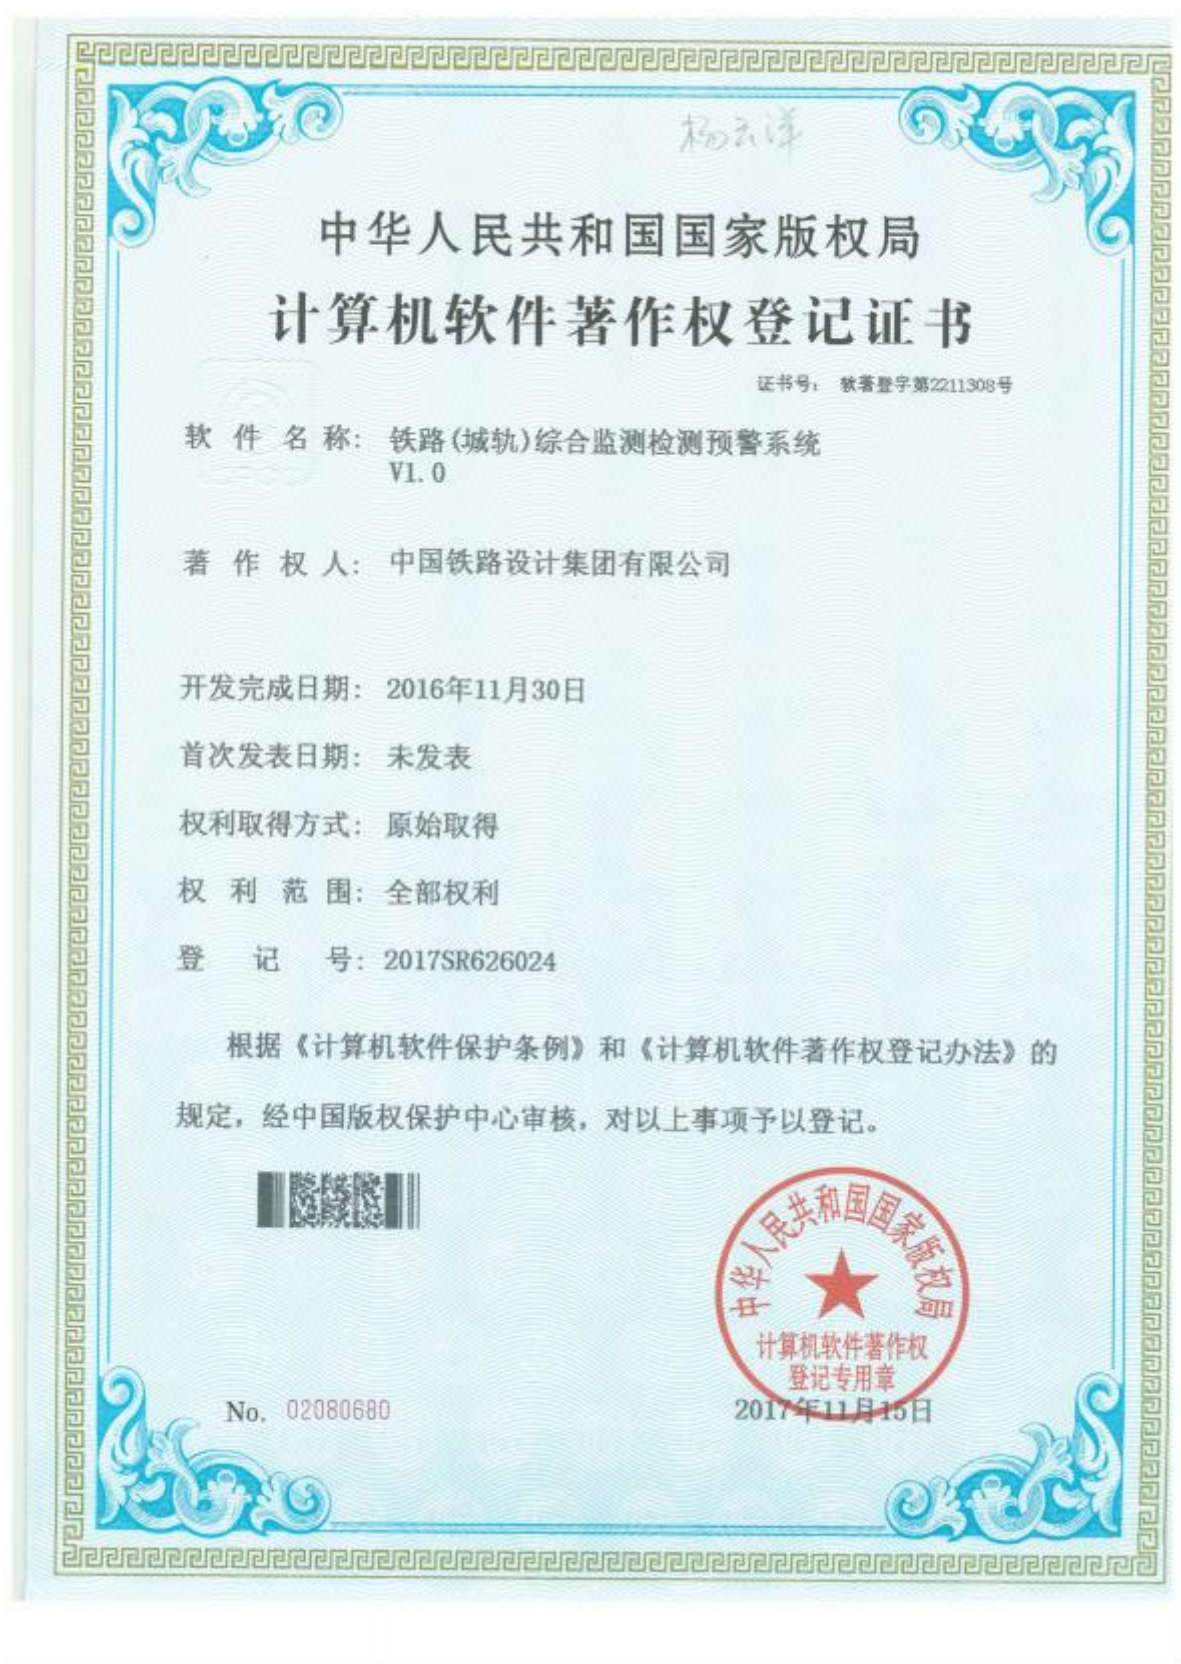 杨云洋
中华人民共和国国家版权局
计算机软件著作权登记证书
证书号： 软著登字第2211308号
软件名称： 铁路(城轨)综合监测检测预警系统
V1.0
著作权人： 中国铁路设计集团有限公司
开发完成日期： 2016年11月30日
首次发表日期： 未发表
权利取得方式： 原始取得
权利范围： 全部权利
登记号： 2017SR626024
根据《计算机软件保护条例》和《计算机软件著作权登记办法》的
规定，经中国版权保护中心审核，对以上事项予以登记。
中华人民共和国国家版权局
计算机软件著作权
登记专用章
No. 02080680
2017年11月15日